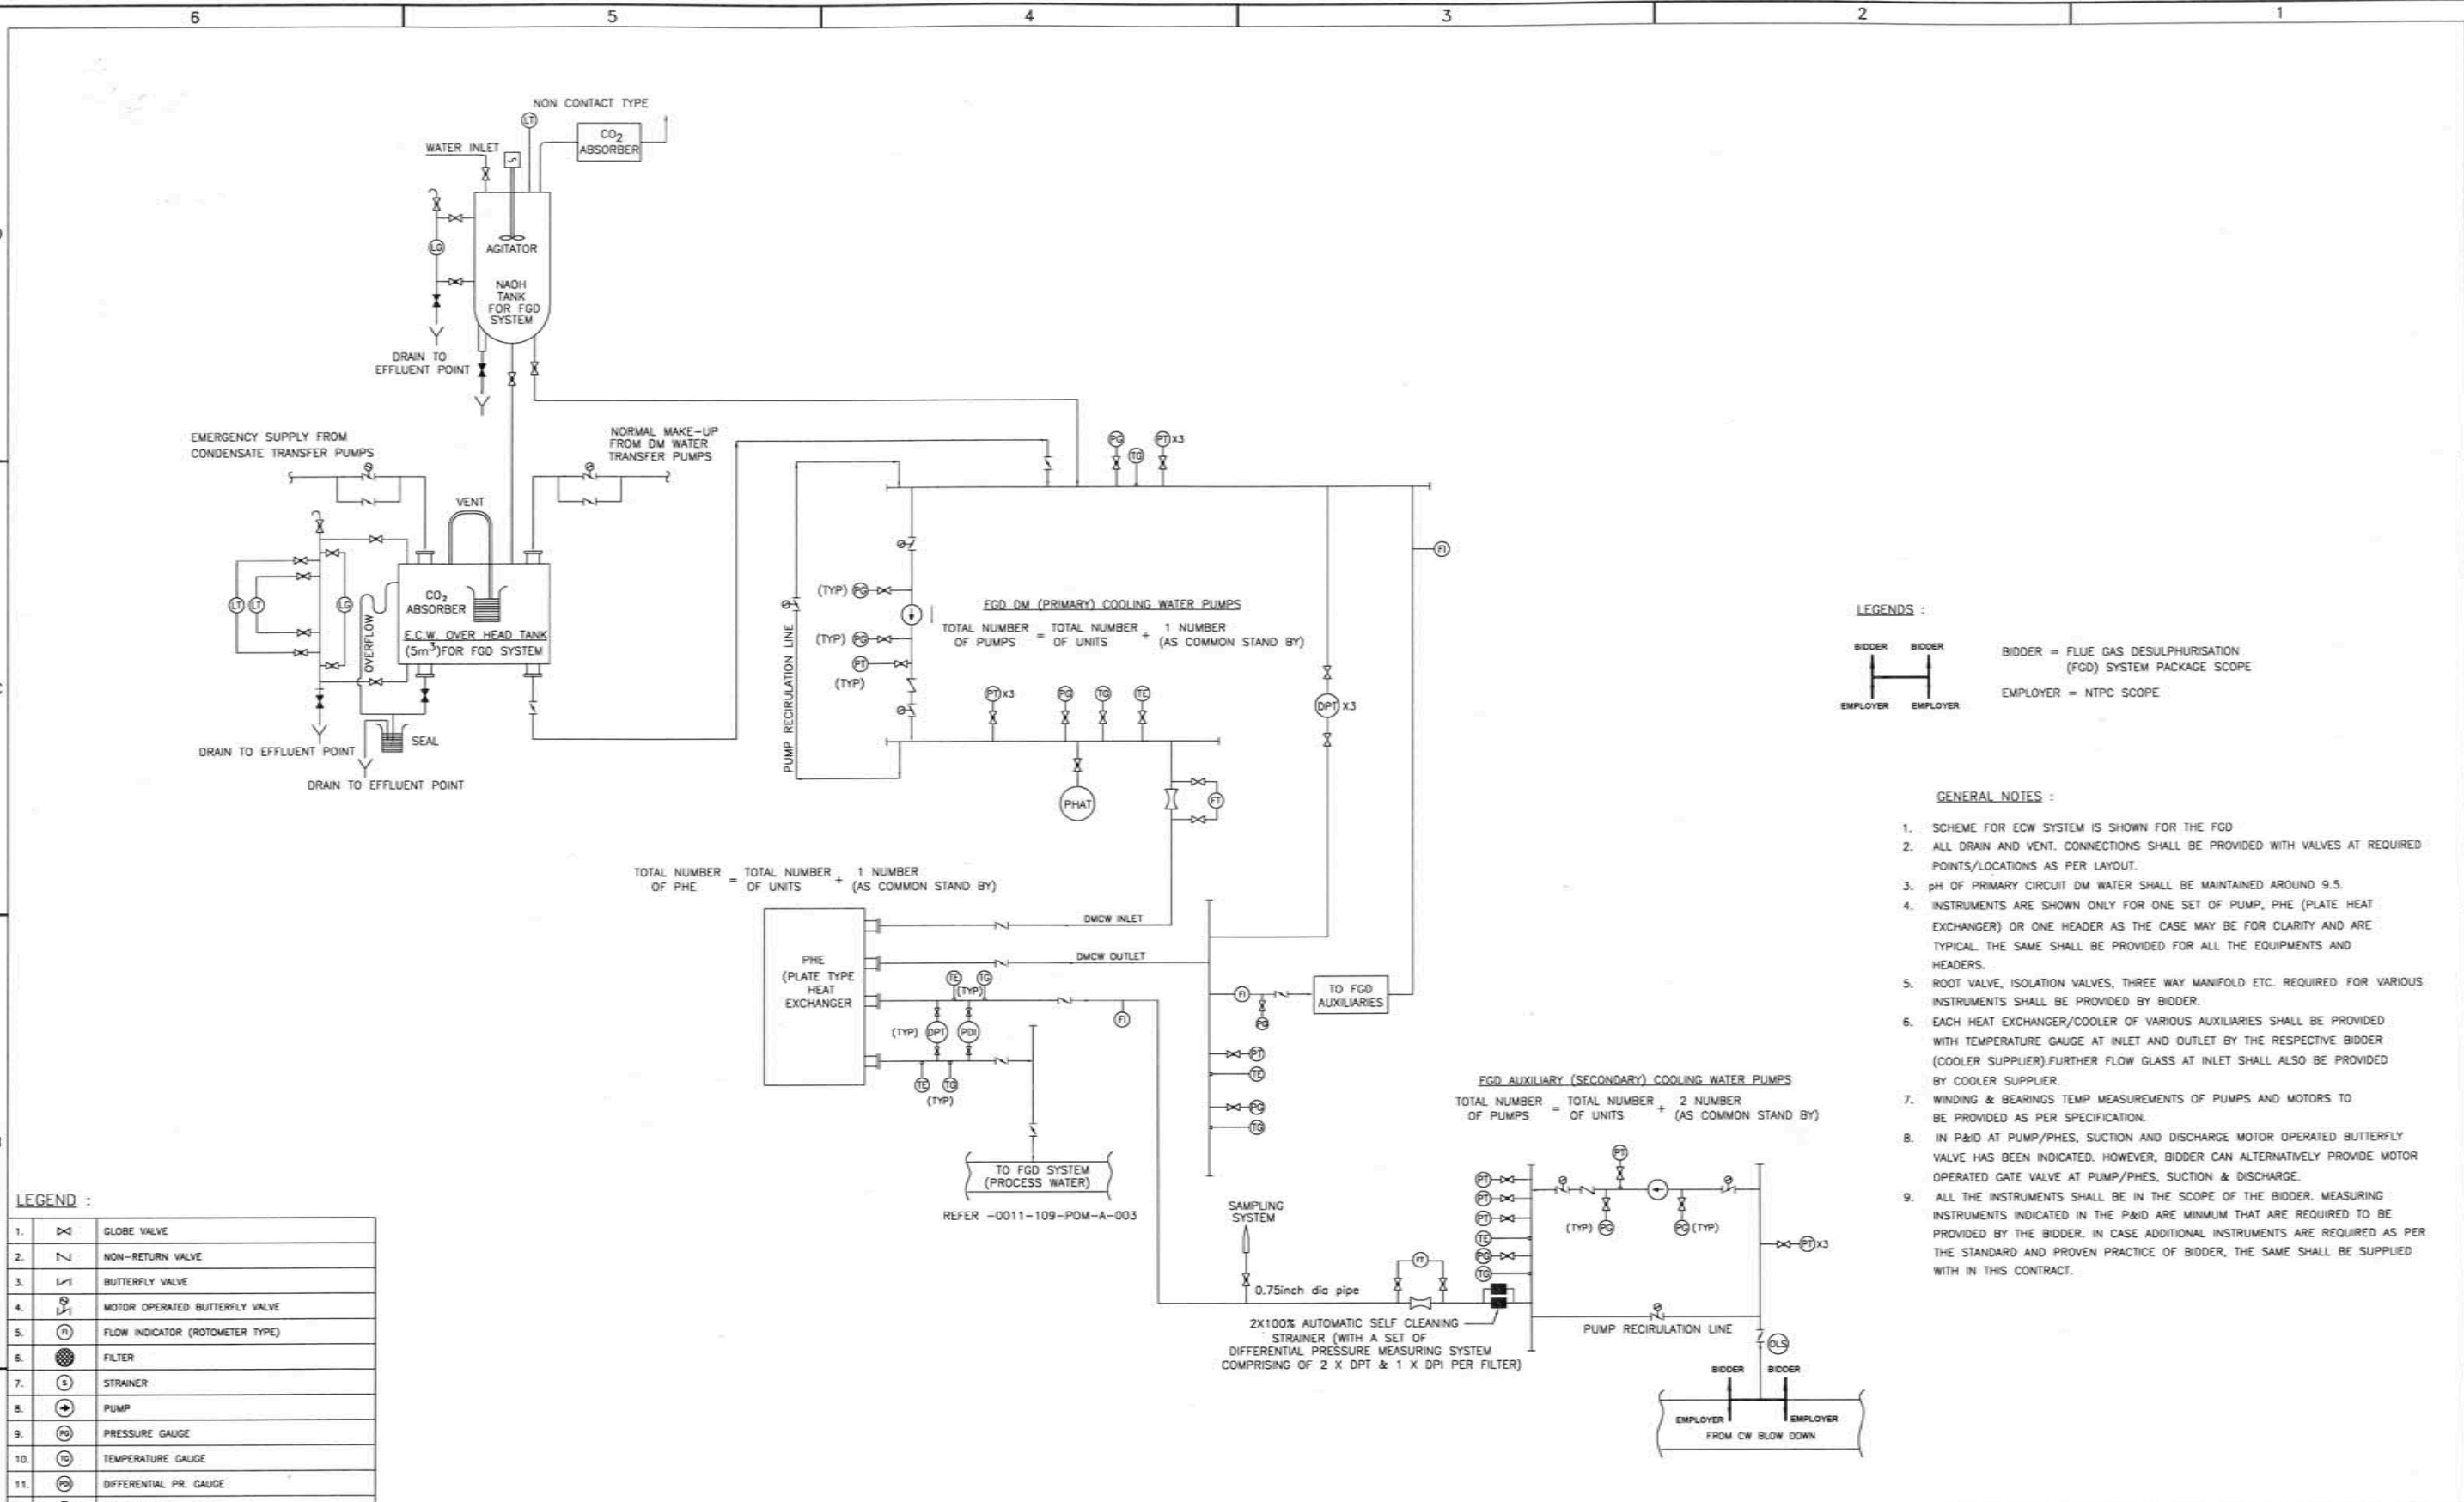 6
5
4
3
2
1
NON CONTACT TYPE
LT
CO2
ABSORBER
WATER INLET
S
AGITATOR
LG
NAOH
TANK
FOR FGD
SYSTEM
DRAIN TO
EFFLUENT POINT
EMERGENCY SUPPLY FROM
CONDENSATE TRANSFER PUMPS
NORMAL MAKE-UP
FROM DM WATER
TRANSFER PUMPS
VENT
LT
LT
LG
OVERFLOW
CO2
ABSORBER
E.C.W. OVER HEAD TANK
(5m3)FOR FGD SYSTEM
SEAL
DRAIN TO EFFLUENT POINT
DRAIN TO EFFLUENT POINT
PG
TG
PT X3
FI
PUMP RECIRULATION LINE
(TYP) PG
(TYP) PG
PT
(TYP)
FGD DM (PRIMARY) COOLING WATER PUMPS
TOTAL NUMBER OF PUMPS = TOTAL NUMBER OF UNITS + 1 NUMBER (AS COMMON STAND BY)
PT X3
PG
TG
TE
DPT X3
PHAT
FT
TOTAL NUMBER OF PHE = TOTAL NUMBER OF UNITS + 1 NUMBER (AS COMMON STAND BY)
PHE
(PLATE TYPE
HEAT
EXCHANGER)
DMCW INLET
DMCW OUTLET
TE
TG
(TYP)
(TYP) DPT
PDI
FI
TE
TG
(TYP)
FI
PG
TO FGD
AUXILIARIES
PT
TE
PG
TG
TO FGD SYSTEM
(PROCESS WATER)
REFER -0011-109-POM-A-003
FGD AUXILIARY (SECONDARY) COOLING WATER PUMPS
TOTAL NUMBER OF PUMPS = TOTAL NUMBER OF UNITS + 2 NUMBER (AS COMMON STAND BY)
SAMPLING
SYSTEM
0.75inch dia pipe
FT
PT
PT
PT
TE
PG
TG
PT
(TYP) PG
PG (TYP)
PT X3
2X100% AUTOMATIC SELF CLEANING
STRAINER (WITH A SET OF
DIFFERENTIAL PRESSURE MEASURING SYSTEM
COMPRISING OF 2 X DPT & 1 X DPI PER FILTER)
PUMP RECIRULATION LINE
OLS
BIDDER BIDDER
EMPLOYER EMPLOYER
FROM CW BLOW DOWN
LEGENDS :
BIDDER BIDDER
EMPLOYER EMPLOYER
BIDDER = FLUE GAS DESULPHURISATION
(FGD) SYSTEM PACKAGE SCOPE
EMPLOYER = NTPC SCOPE
GENERAL NOTES :
1. SCHEME FOR ECW SYSTEM IS SHOWN FOR THE FGD
2. ALL DRAIN AND VENT. CONNECTIONS SHALL BE PROVIDED WITH VALVES AT REQUIRED
POINTS/LOCATIONS AS PER LAYOUT.
3. pH OF PRIMARY CIRCUIT DM WATER SHALL BE MAINTAINED AROUND 9.5.
4. INSTRUMENTS ARE SHOWN ONLY FOR ONE SET OF PUMP, PHE (PLATE HEAT
EXCHANGER) OR ONE HEADER AS THE CASE MAY BE FOR CLARITY AND ARE
TYPICAL. THE SAME SHALL BE PROVIDED FOR ALL THE EQUIPMENTS AND
HEADERS.
5. ROOT VALVE, ISOLATION VALVES, THREE WAY MANIFOLD ETC. REQUIRED FOR VARIOUS
INSTRUMENTS SHALL BE PROVIDED BY BIDDER.
6. EACH HEAT EXCHANGER/COOLER OF VARIOUS AUXILIARIES SHALL BE PROVIDED
WITH TEMPERATURE GAUGE AT INLET AND OUTLET BY THE RESPECTIVE BIDDER
(COOLER SUPPLIER).FURTHER FLOW GLASS AT INLET SHALL ALSO BE PROVIDED
BY COOLER SUPPLIER.
7. WINDING & BEARINGS TEMP MEASUREMENTS OF PUMPS AND MOTORS TO
BE PROVIDED AS PER SPECIFICATION.
8. IN P&ID AT PUMP/PHES, SUCTION AND DISCHARGE MOTOR OPERATED BUTTERFLY
VALVE HAS BEEN INDICATED. HOWEVER, BIDDER CAN ALTERNATIVELY PROVIDE MOTOR
OPERATED GATE VALVE AT PUMP/PHES, SUCTION & DISCHARGE.
9. ALL THE INSTRUMENTS SHALL BE IN THE SCOPE OF THE BIDDER. MEASURING
INSTRUMENTS INDICATED IN THE P&ID ARE MINMUM THAT ARE REQUIRED TO BE
PROVIDED BY THE BIDDER. IN CASE ADDITIONAL INSTRUMENTS ARE REQUIRED AS PER
THE STANDARD AND PROVEN PRACTICE OF BIDDER, THE SAME SHALL BE SUPPLIED
WITH IN THIS CONTRACT.
LEGEND :
1. GLOBE VALVE
2. NON-RETURN VALVE
3. BUTTERFLY VALVE
4. MOTOR OPERATED BUTTERFLY VALVE
5. FI FLOW INDICATOR (ROTOMETER TYPE)
6. FILTER
7. S STRAINER
8. PUMP
9. PG PRESSURE GAUGE
10. TG TEMPERATURE GAUGE
11. PDI DIFFERENTIAL PR. GAUGE